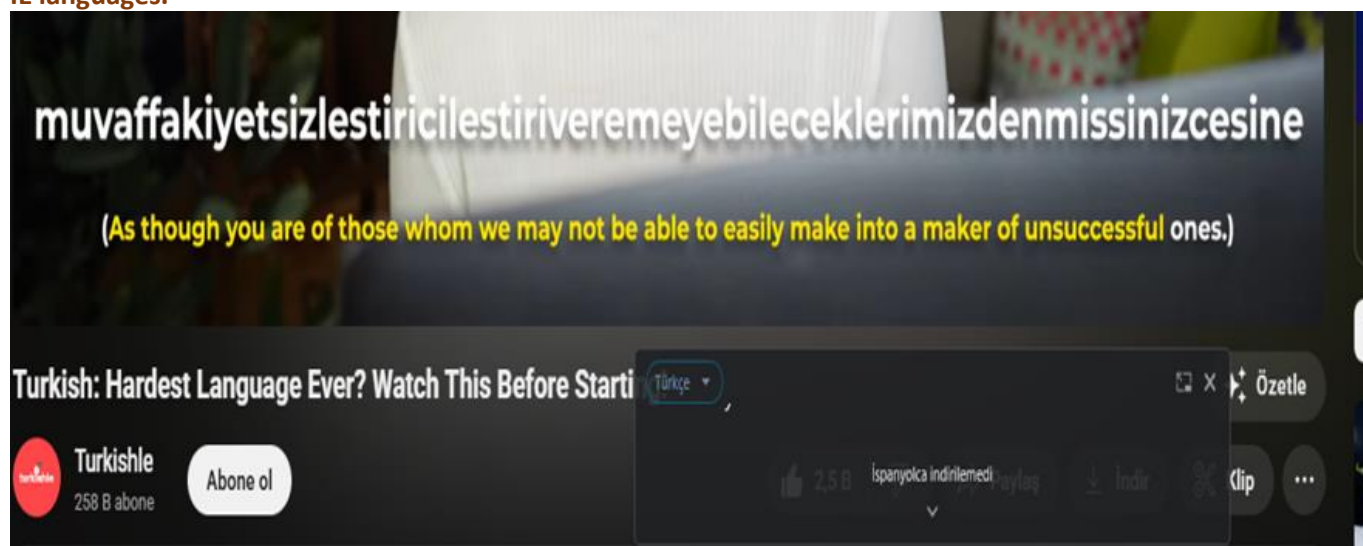 IE languages.
muvaffakiyetsizlestiricilestiriveremeyebileceklerimizdenmissinizcesine
(As though you are of those whom we may not be able to easily make into a maker of unsuccessful ones.)
Turkish: Hardest Language Ever? Watch This Before Starti
Türkçe
Özetle
Turkishle
258 B abone
Abone ol
2,5 B
İspanyolca indirilemedi
Paylaş
İndir
Klip